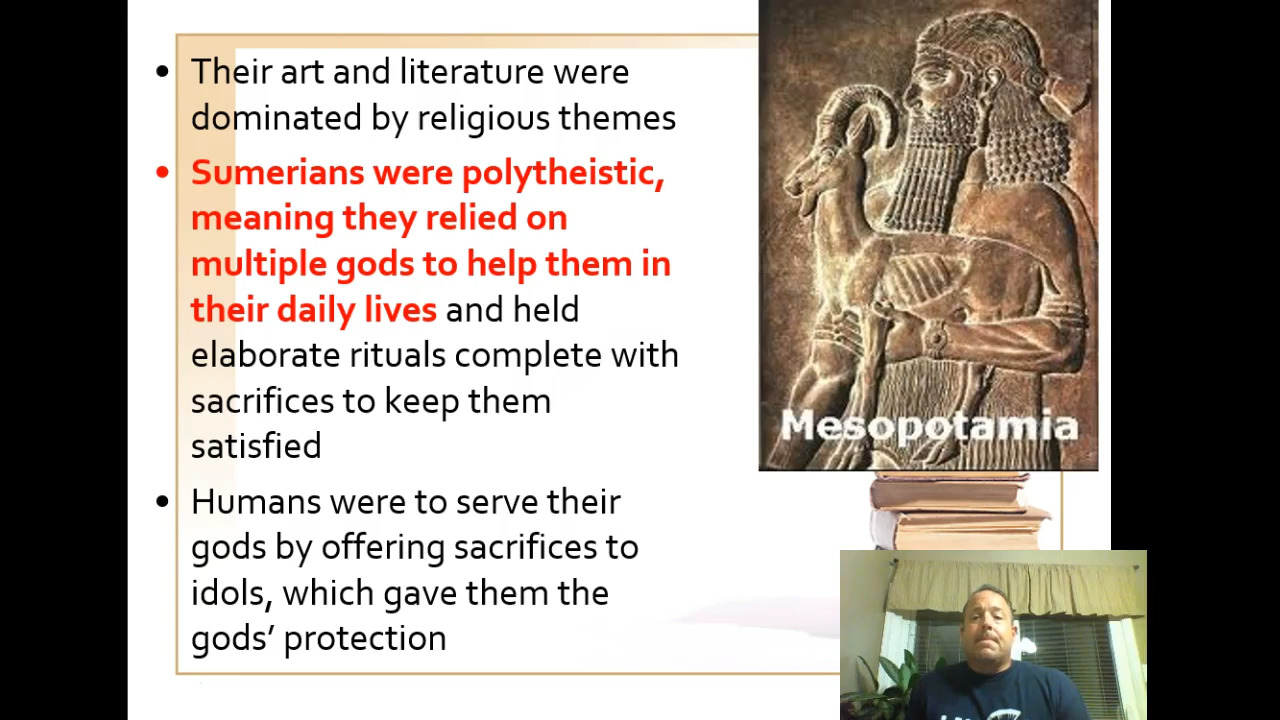 • Their art and literature were
dominated by religious themes
• Sumerians were polytheistic,
meaning they relied on
multiple gods to help them in
their daily lives and held
elaborate rituals complete with
sacrifices to keep them
satisfied
• Humans were to serve their
gods by offering sacrifices to
idols, which gave them the
gods’ protection
Mesopotamia